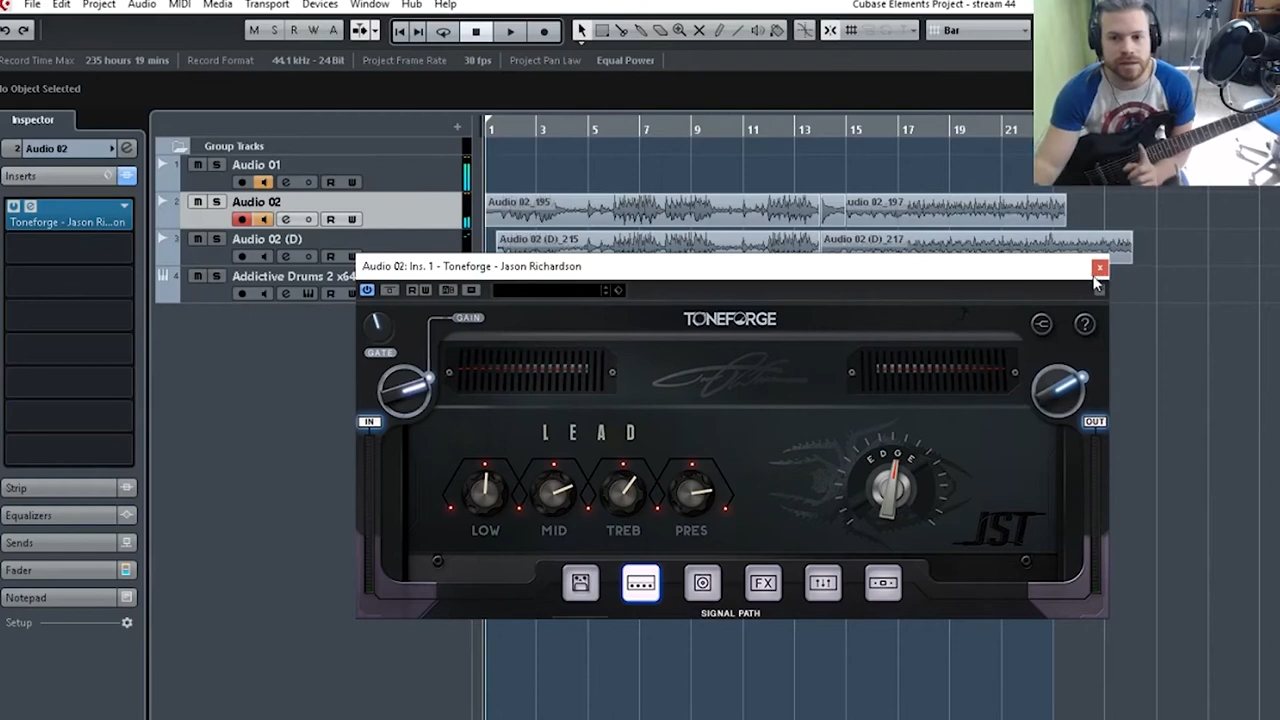 File Edit Project Audio MIDI Media Transport Devices Window Hub Help
Cubase Elements Project - stream 44
M S R W A
Bar
Record Time Max 235 hours 19 mins Record Format 44.1 kHz - 24 Bit Project Frame Rate 30 fps Project Pan Law Equal Power
o Object Selected
Inspector
2 Audio 02
Inserts
Toneforge - Jason Ri...on
Strip
Equalizers
Sends
Fader
Notepad
Setup
1 3 5 7 9 11 13 15 17 19 21
Group Tracks
1 m S Audio 01
R W
2 m S Audio 02
R W
3 m S Audio 02 (D)
R W
4 m S Addictive Drums 2 x64
R
Audio 02_195
udio 02_197
Audio 02 (D)_215
Audio 02 (D)_217
Audio 02: Ins. 1 - Toneforge - Jason Richardson
x
R W
TONEFORGE
?
GAIN
GATE
IN
OUT
LEAD
EDGE
LOW MID TREB PRES
JST
FX
SIGNAL PATH